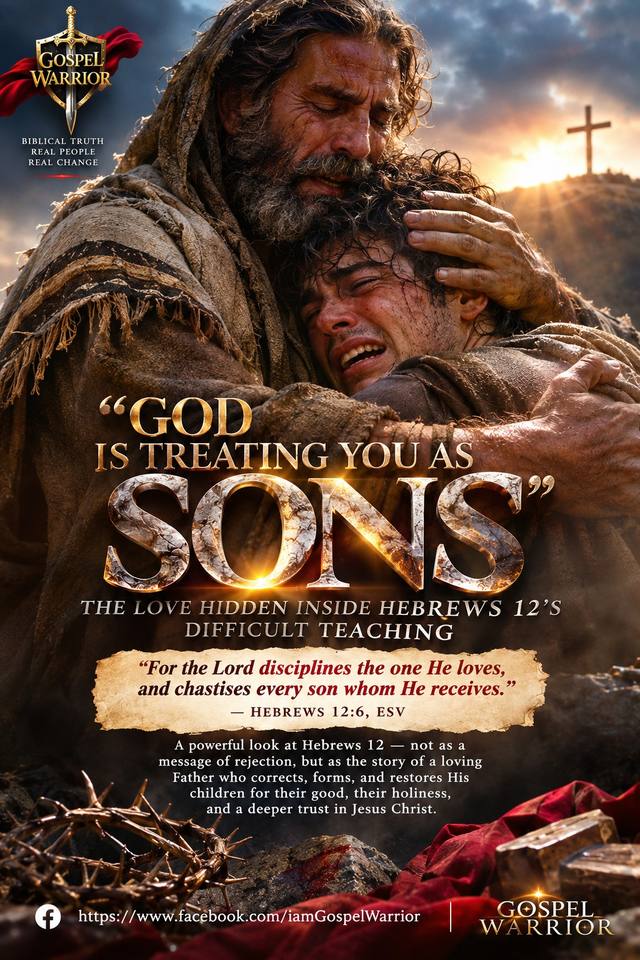 GOSPEL
WARRIOR
BIBLICAL TRUTH
REAL PEOPLE
REAL CHANGE
“GOD
IS TREATING YOU AS
SONS”
THE LOVE HIDDEN INSIDE HEBREWS 12’S
DIFFICULT TEACHING
“For the Lord disciplines the one He loves,
and chastises every son whom He receives.”
— HEBREWS 12:6, ESV
A powerful look at Hebrews 12 — not as a
message of rejection, but as the story of a loving
Father who corrects, forms, and restores His
children for their good, their holiness,
and a deeper trust in Jesus Christ.
https://www.facebook.com/iamGospelWarrior
GOSPEL
WARRIOR